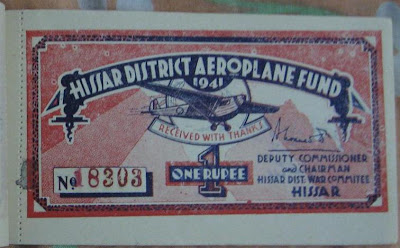 HISSAR DISTRICT AEROPLANE FUND
1941
RECEIVED WITH THANKS
1
ONE RUPEE
No 18303
DEPUTY COMMISSIONER
and CHAIRMAN
HISSAR DIST. WAR COMMITEE
HISSAR